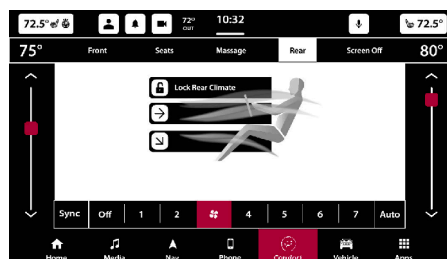 72.5°
72°
OUT
10:32
72.5°
75°
Front
Seats
Massage
Rear
Screen Off
80°
Lock Rear Climate
Sync
Off
1
2
4
5
6
7
Auto
Home
Media
Nav
Phone
Comfort
Vehicle
Apps